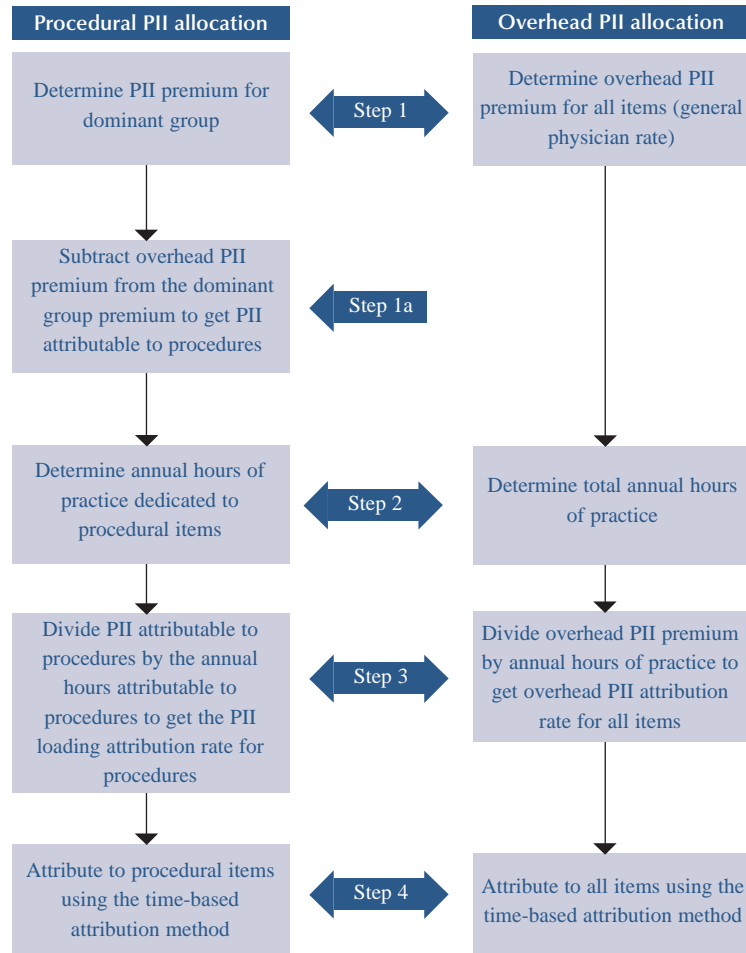 Procedural PII allocation
Overhead PII allocation
Determine PII premium for
dominant group
Step 1
Determine overhead PII
premium for all items (general
physician rate)
Subtract overhead PII
premium from the dominant
group premium to get PII
attributable to procedures
Step 1a
Determine annual hours of
practice dedicated to
procedural items
Step 2
Determine total annual hours
of practice
Divide PII attributable to
procedures by the annual
hours attributable to
procedures to get the PII
loading attribution rate for
procedures
Step 3
Divide overhead PII premium
by annual hours of practice to
get overhead PII attribution
rate for all items
Attribute to procedural items
using the time-based
attribution method
Step 4
Attribute to all items using the
time-based attribution method